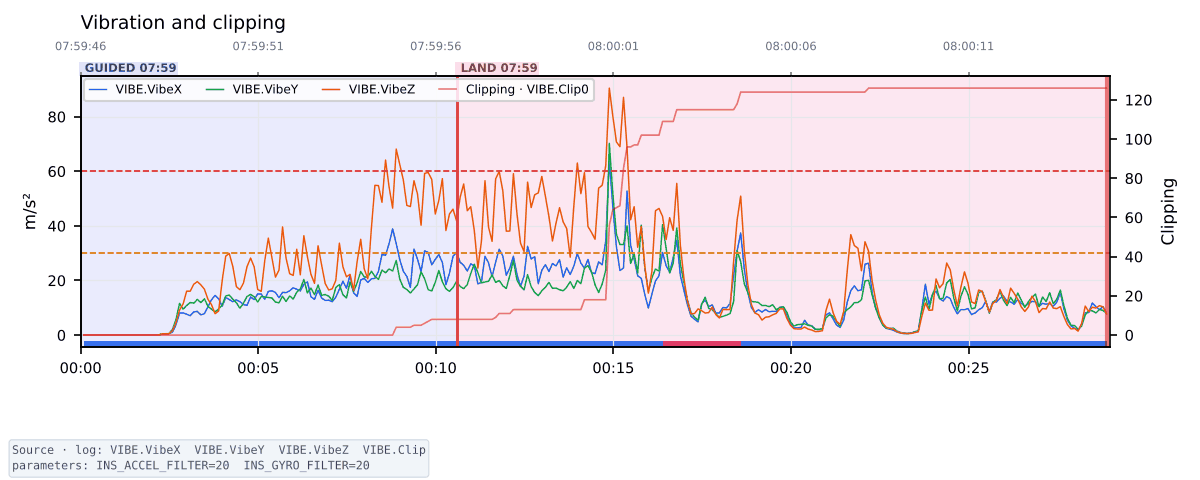 Vibration and clipping
07:59:46 07:59:51 07:59:56 08:00:01 08:00:06 08:00:11
GUIDED 07:59 LAND 07:59
VIBE.VibeX VIBE.VibeY VIBE.VibeZ Clipping · VIBE.Clip0
80
60
40
20
0
m/s²
120
100
80
60
40
20
0
Clipping
00:00 00:05 00:10 00:15 00:20 00:25
Source · log: VIBE.VibeX VIBE.VibeY VIBE.VibeZ VIBE.Clip
parameters: INS_ACCEL_FILTER=20 INS_GYRO_FILTER=20